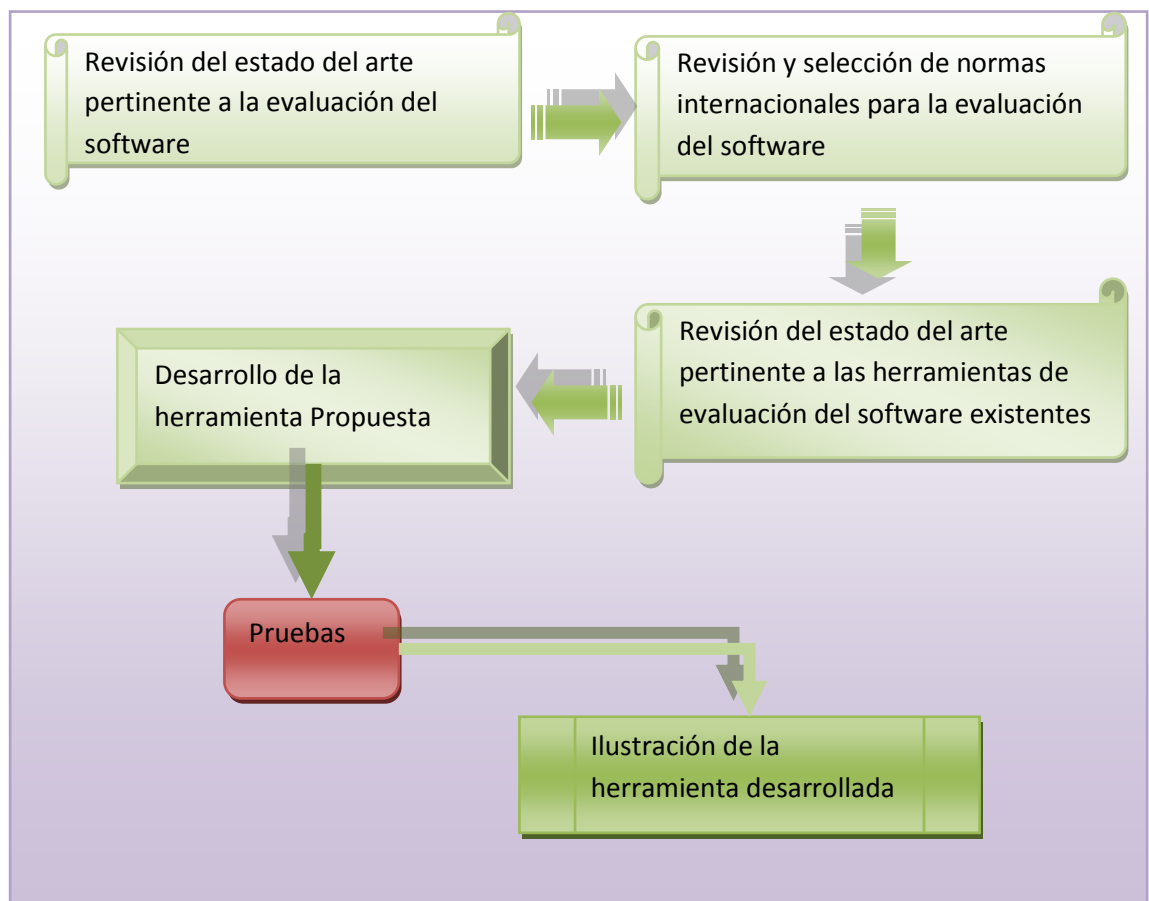 Revisión del estado del arte
pertinente a la evaluación del
software
Revisión y selección de normas
internacionales para la evaluación
del software
Revisión del estado del arte
pertinente a las herramientas de
evaluación del software existentes
Desarrollo de la
herramienta Propuesta
Pruebas
Ilustración de la
herramienta desarrollada